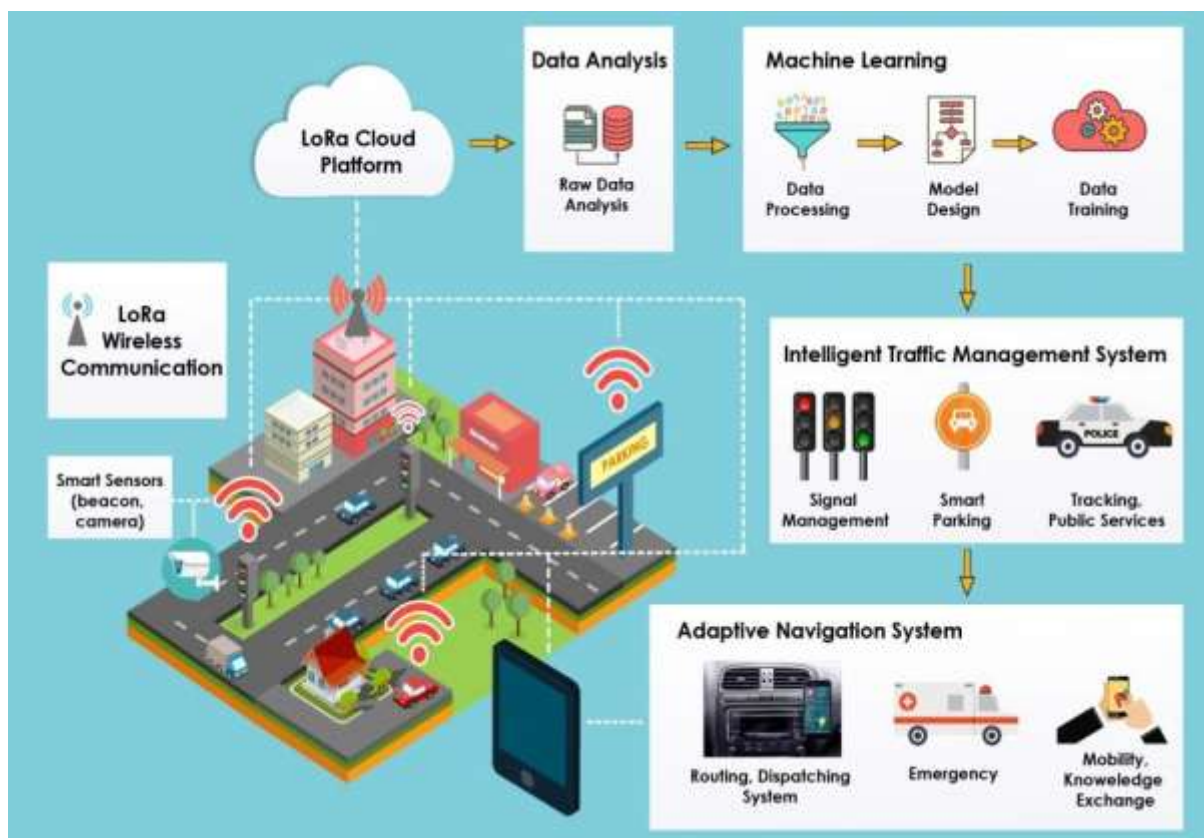 LoRa Cloud
Platform
Data Analysis
Raw Data
Analysis
Machine Learning
Data
Processing
Model
Design
Data
Training
LoRa
Wireless
Communication
Smart Sensors
(beacon,
camera)
PARKING
Intelligent Traffic Management System
Signal
Management
Smart
Parking
POLICE
Tracking,
Public Services
Adaptive Navigation System
Routing, Dispatching
System
Emergency
Mobility,
Knoweledge
Exchange